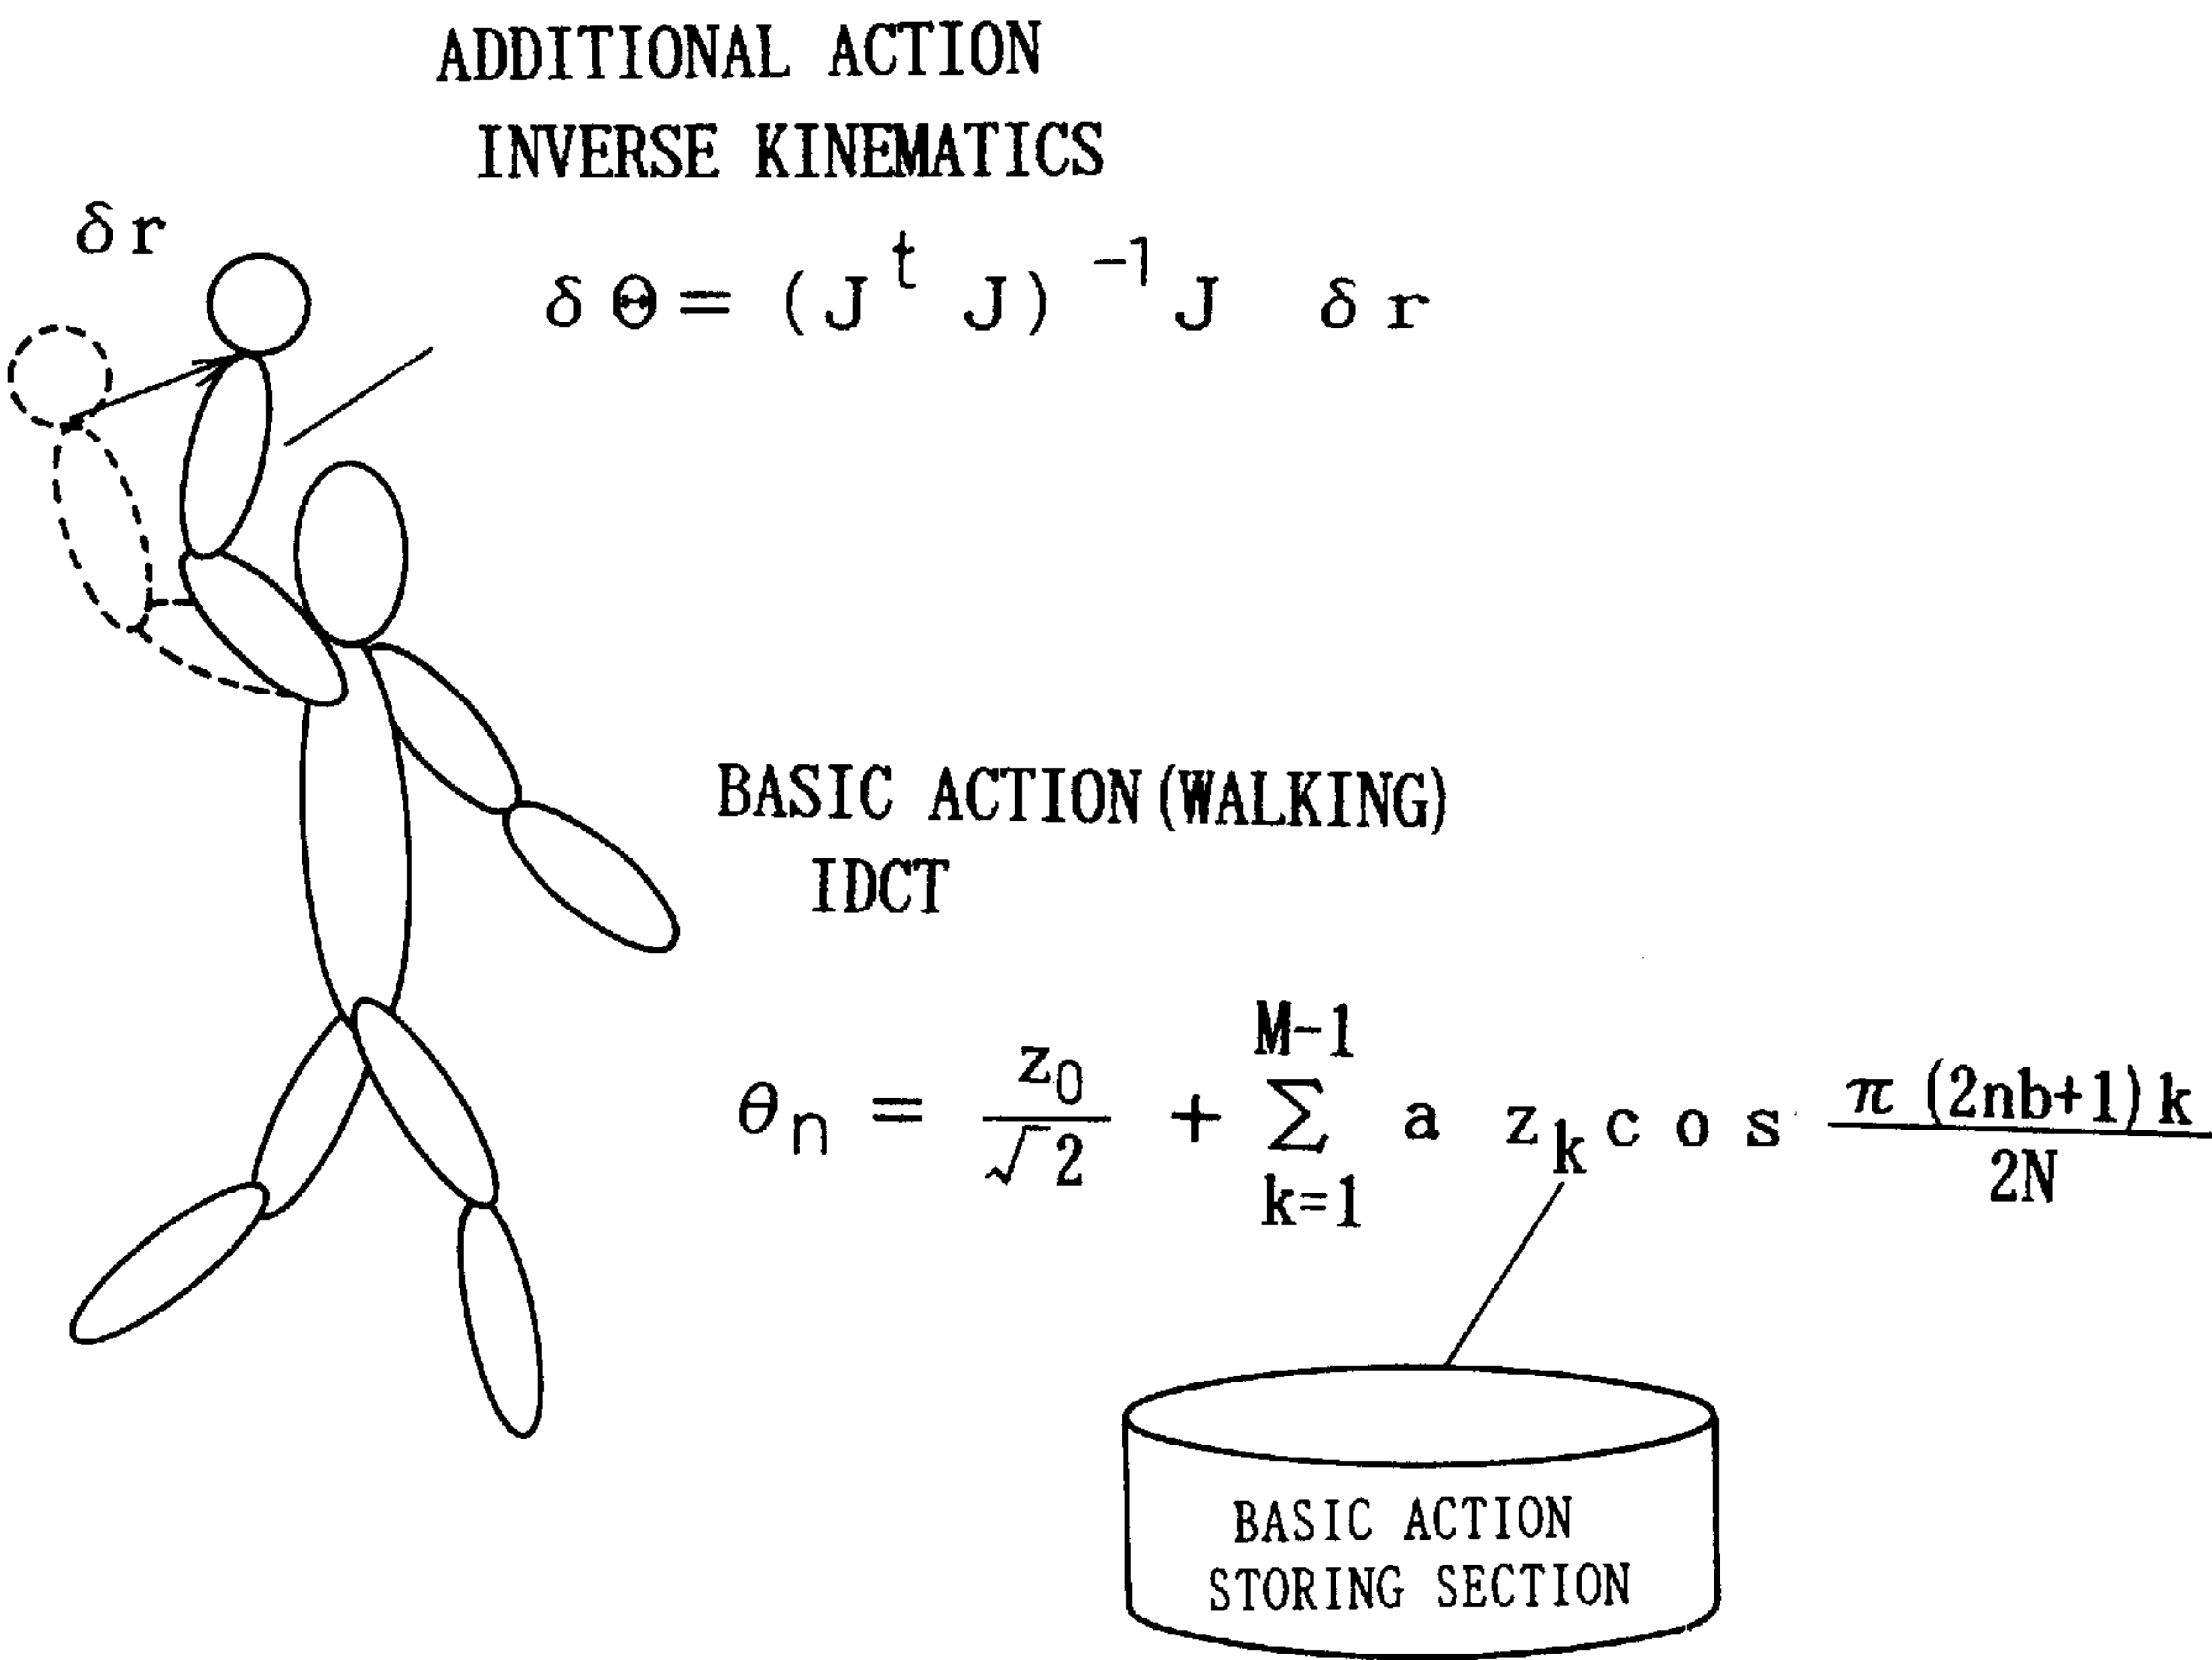 ADDITIONAL ACTION
INVERSE KINEMATICS
δr
δΘ = (J^t J)^-1 J δr
BASIC ACTION (WALKING)
IDCT
θn = z0/√2 + M-1 Σ k=1 a zk cos π(2nb+1)k/2N
BASIC ACTION
STORING SECTION